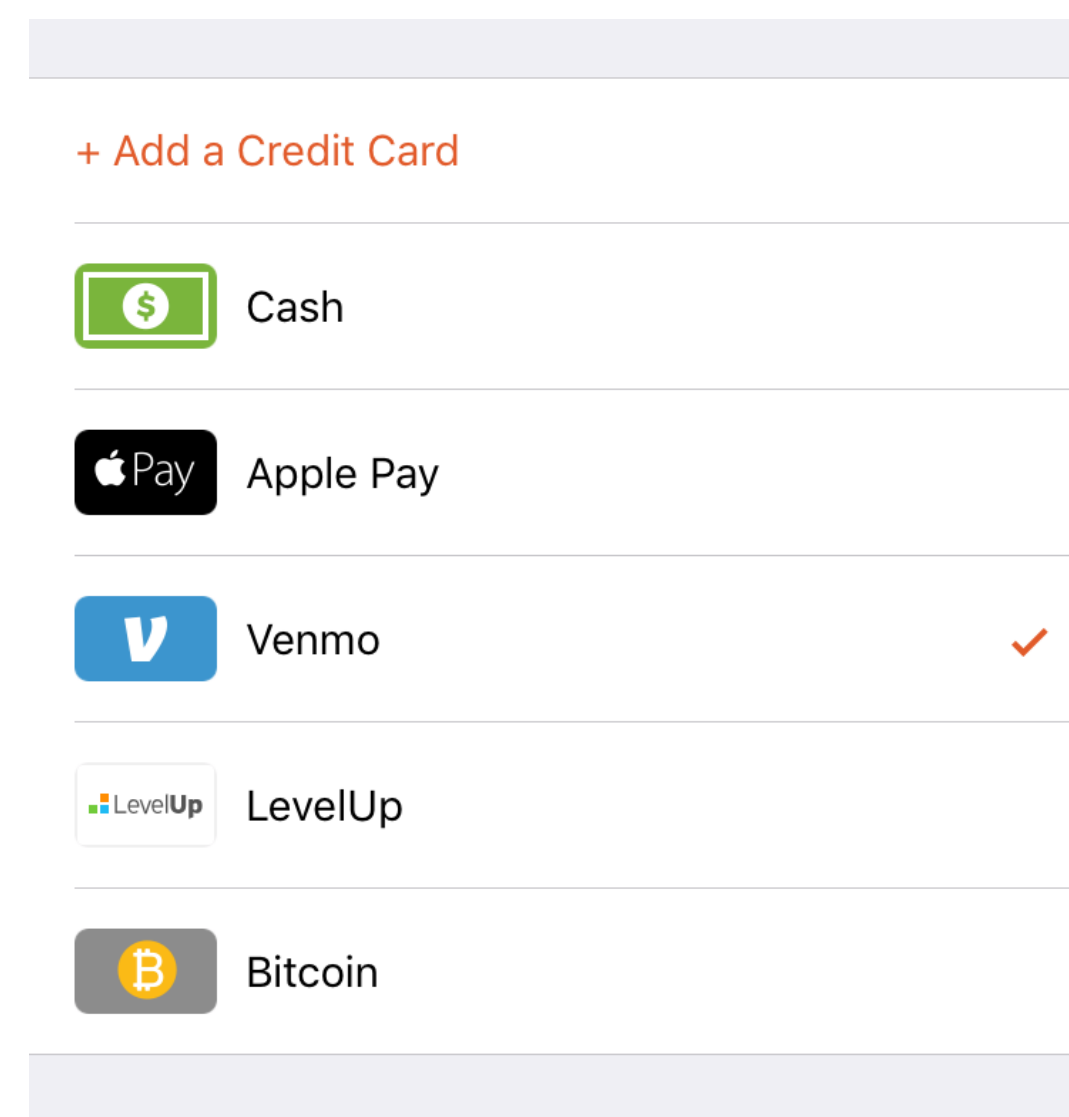 + Add a Credit Card
$ Cash
Pay Apple Pay
V Venmo
LevelUp LevelUp
B Bitcoin